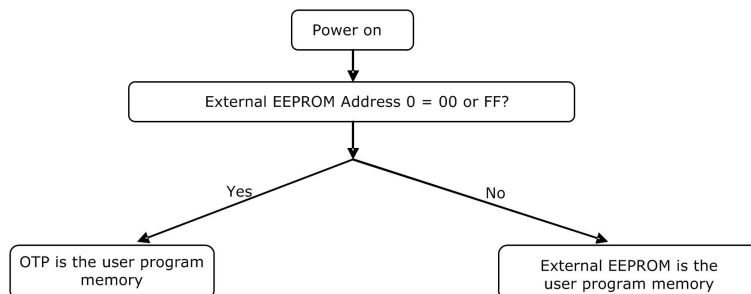 Power on
External EEPROM Address 0 = 00 or FF?
Yes
No
OTP is the user program
memory
External EEPROM is the
user program memory